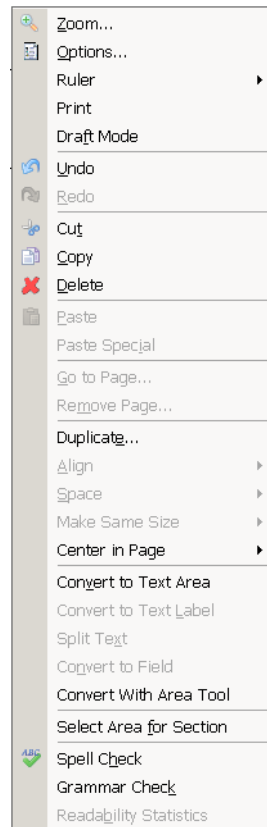 Zoom...
Options...
Ruler
Print
Draft Mode
Undo
Redo
Cut
Copy
Delete
Paste
Paste Special
Go to Page...
Remove Page...
Duplicate...
Align
Space
Make Same Size
Center in Page
Convert to Text Area
Convert to Text Label
Split Text
Convert to Field
Convert With Area Tool
Select Area for Section
ABC Spell Check
Grammar Check
Readability Statistics